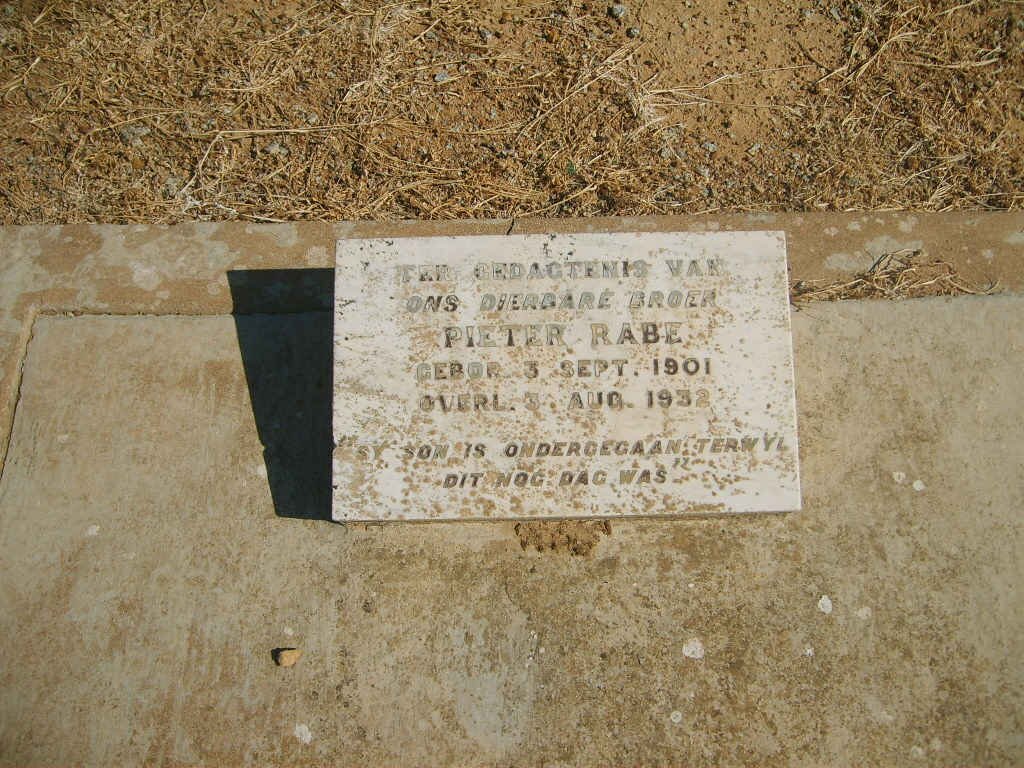 TER GEDAGTENIS VAN
ONS DIERBARE BROER
PIETER RABE
GEBOR. 3 SEPT. 1901
OVERL. 3 AUG. 1932
"SY SON IS ONDERGEGAAN TERWYL
DIT NOG DAG WAS"